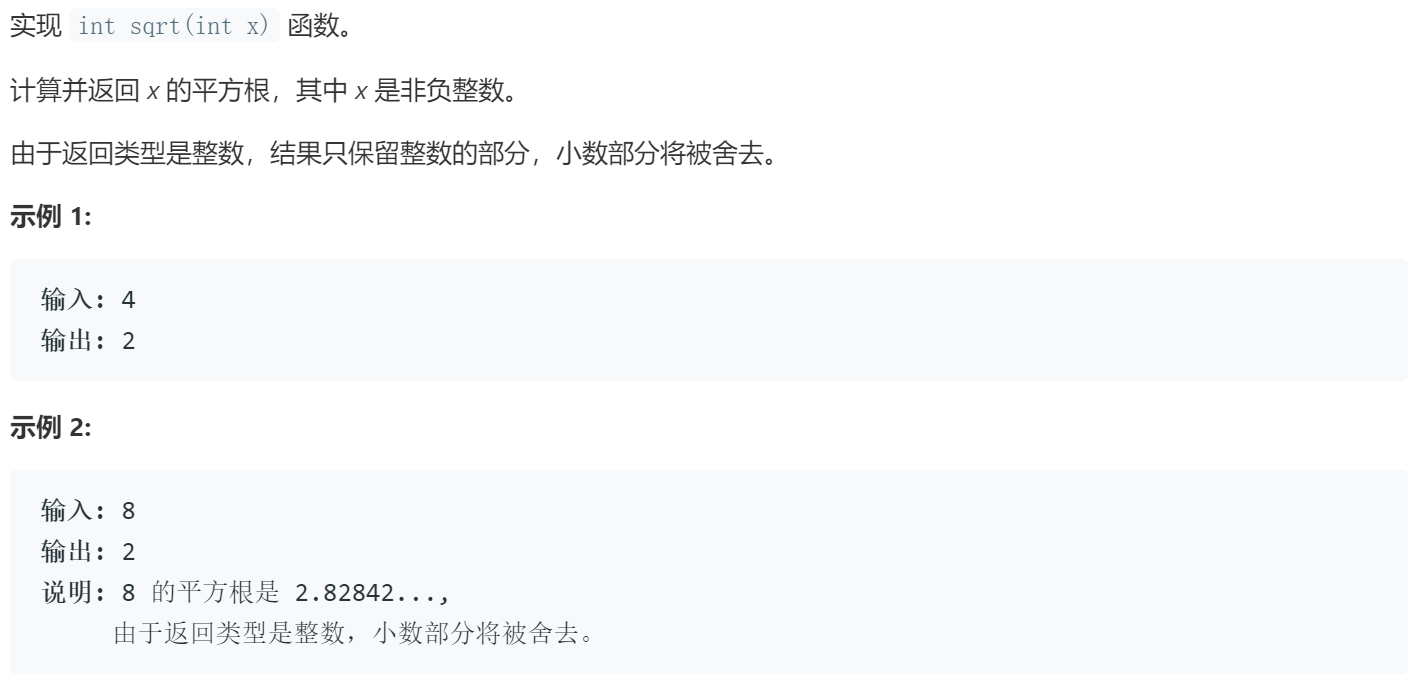 实现 int sqrt(int x) 函数。
计算并返回 x 的平方根，其中 x 是非负整数。
由于返回类型是整数，结果只保留整数的部分，小数部分将被舍去。
示例 1:
输入: 4
输出: 2
示例 2:
输入: 8
输出: 2
说明: 8 的平方根是 2.82842...,
由于返回类型是整数，小数部分将被舍去。